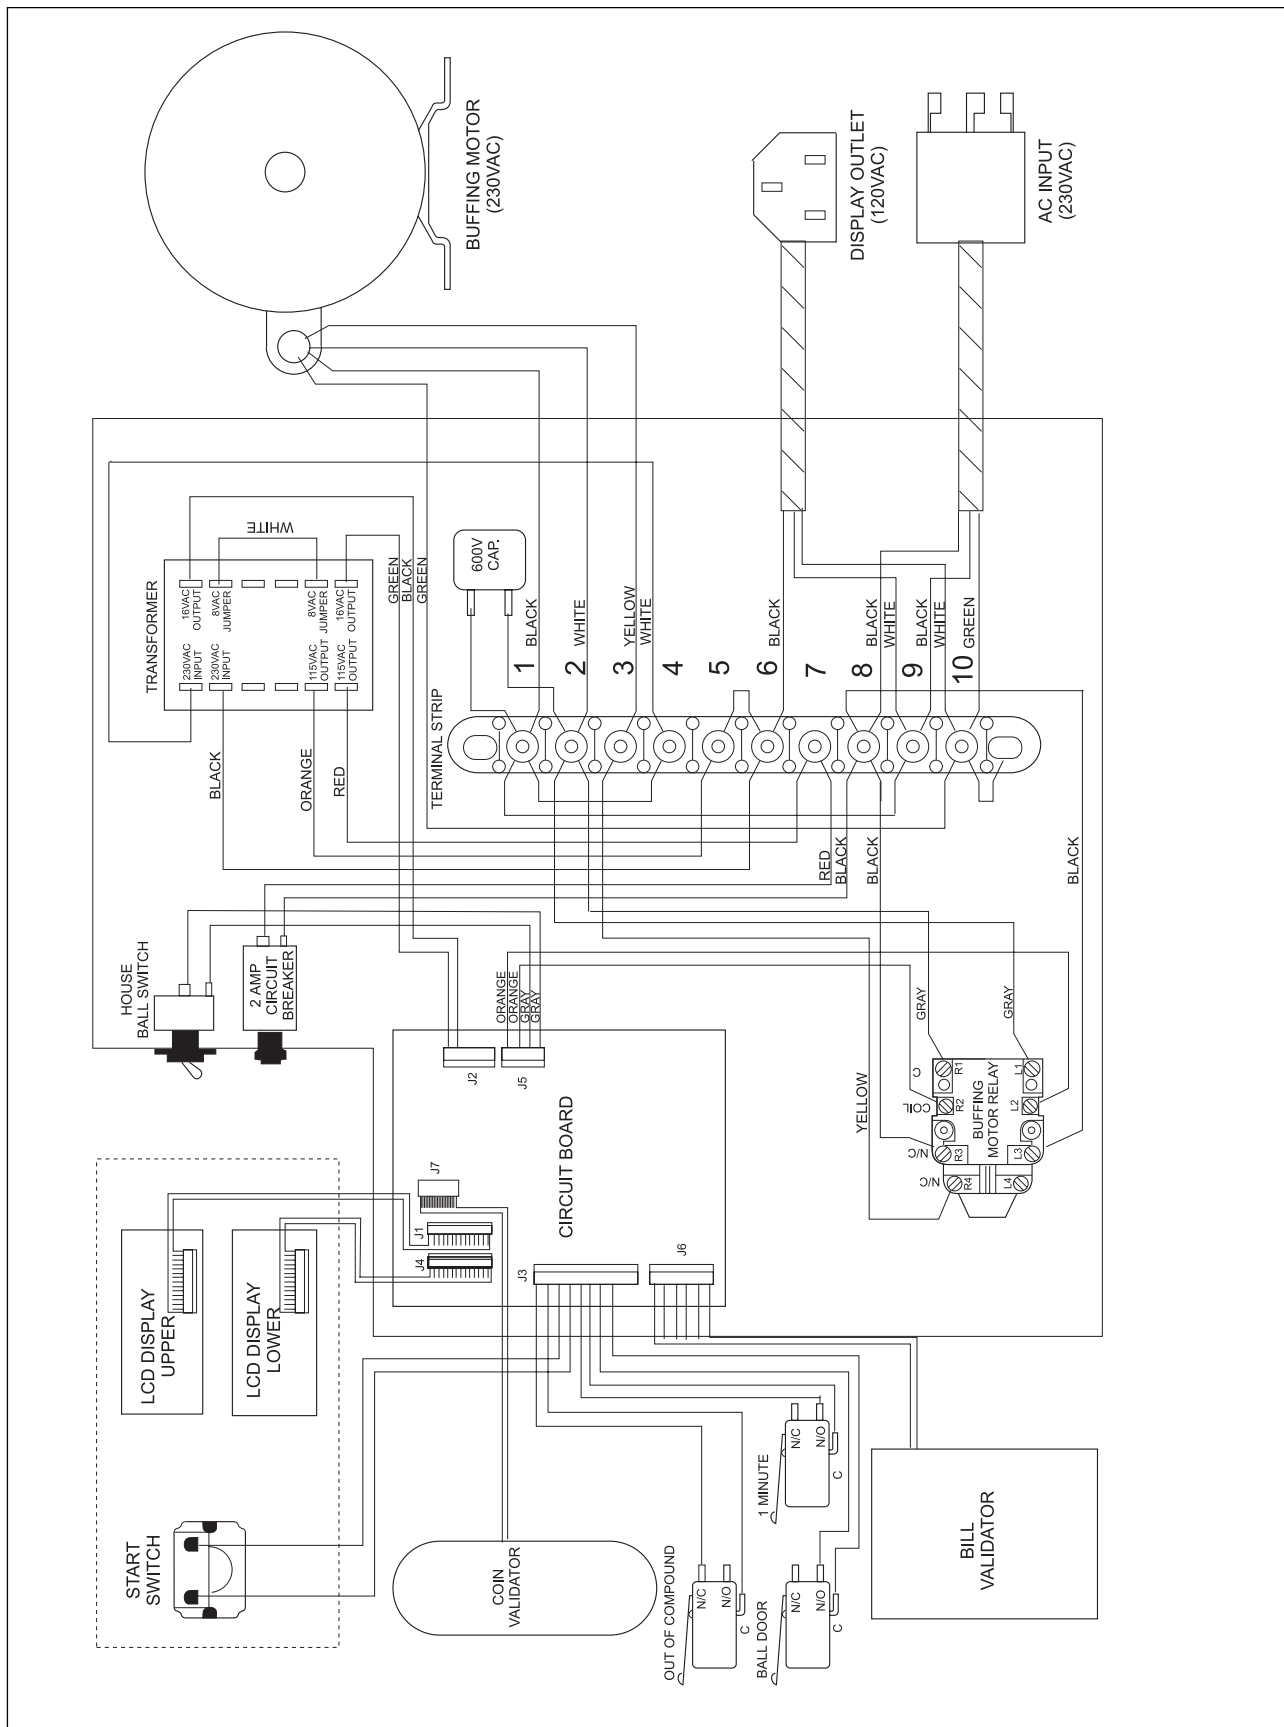 BUFFING MOTOR
(230VAC)
DISPLAY OUTLET
(120VAC)
AC INPUT
(230VAC)
TRANSFORMER
230VAC
INPUT
230VAC
INPUT
115VAC
OUTPUT
115VAC
OUTPUT
16VAC
OUTPUT
8VAC
JUMPER
8VAC
JUMPER
16VAC
OUTPUT
WHITE
GREEN
BLACK
GREEN
600V
CAP.
BLACK
WHITE
YELLOW
WHITE
BLACK
BLACK
WHITE
BLACK
WHITE
GREEN
1
2
3
4
5
6
7
8
9
10
TERMINAL STRIP
BLACK
ORANGE
RED
RED
BLACK
BLACK
BLACK
HOUSE
BALL SWITCH
2 AMP
CIRCUIT
BREAKER
ORANGE
ORANGE
GRAY
GRAY
GRAY
GRAY
YELLOW
J2
J5
J7
J1
J4
J3
J6
CIRCUIT BOARD
C
COIL
N/C
N/C
R1
R2
R3
R4
BUFFING
MOTOR RELAY
L1
L2
L3
L4
LCD DISPLAY
UPPER
LCD DISPLAY
LOWER
START
SWITCH
COIN
VALIDATOR
OUT OF COMPOUND
N/C
N/O
C
1 MINUTE
N/C
N/O
C
BALL DOOR
N/C
N/O
C
BILL
VALIDATOR